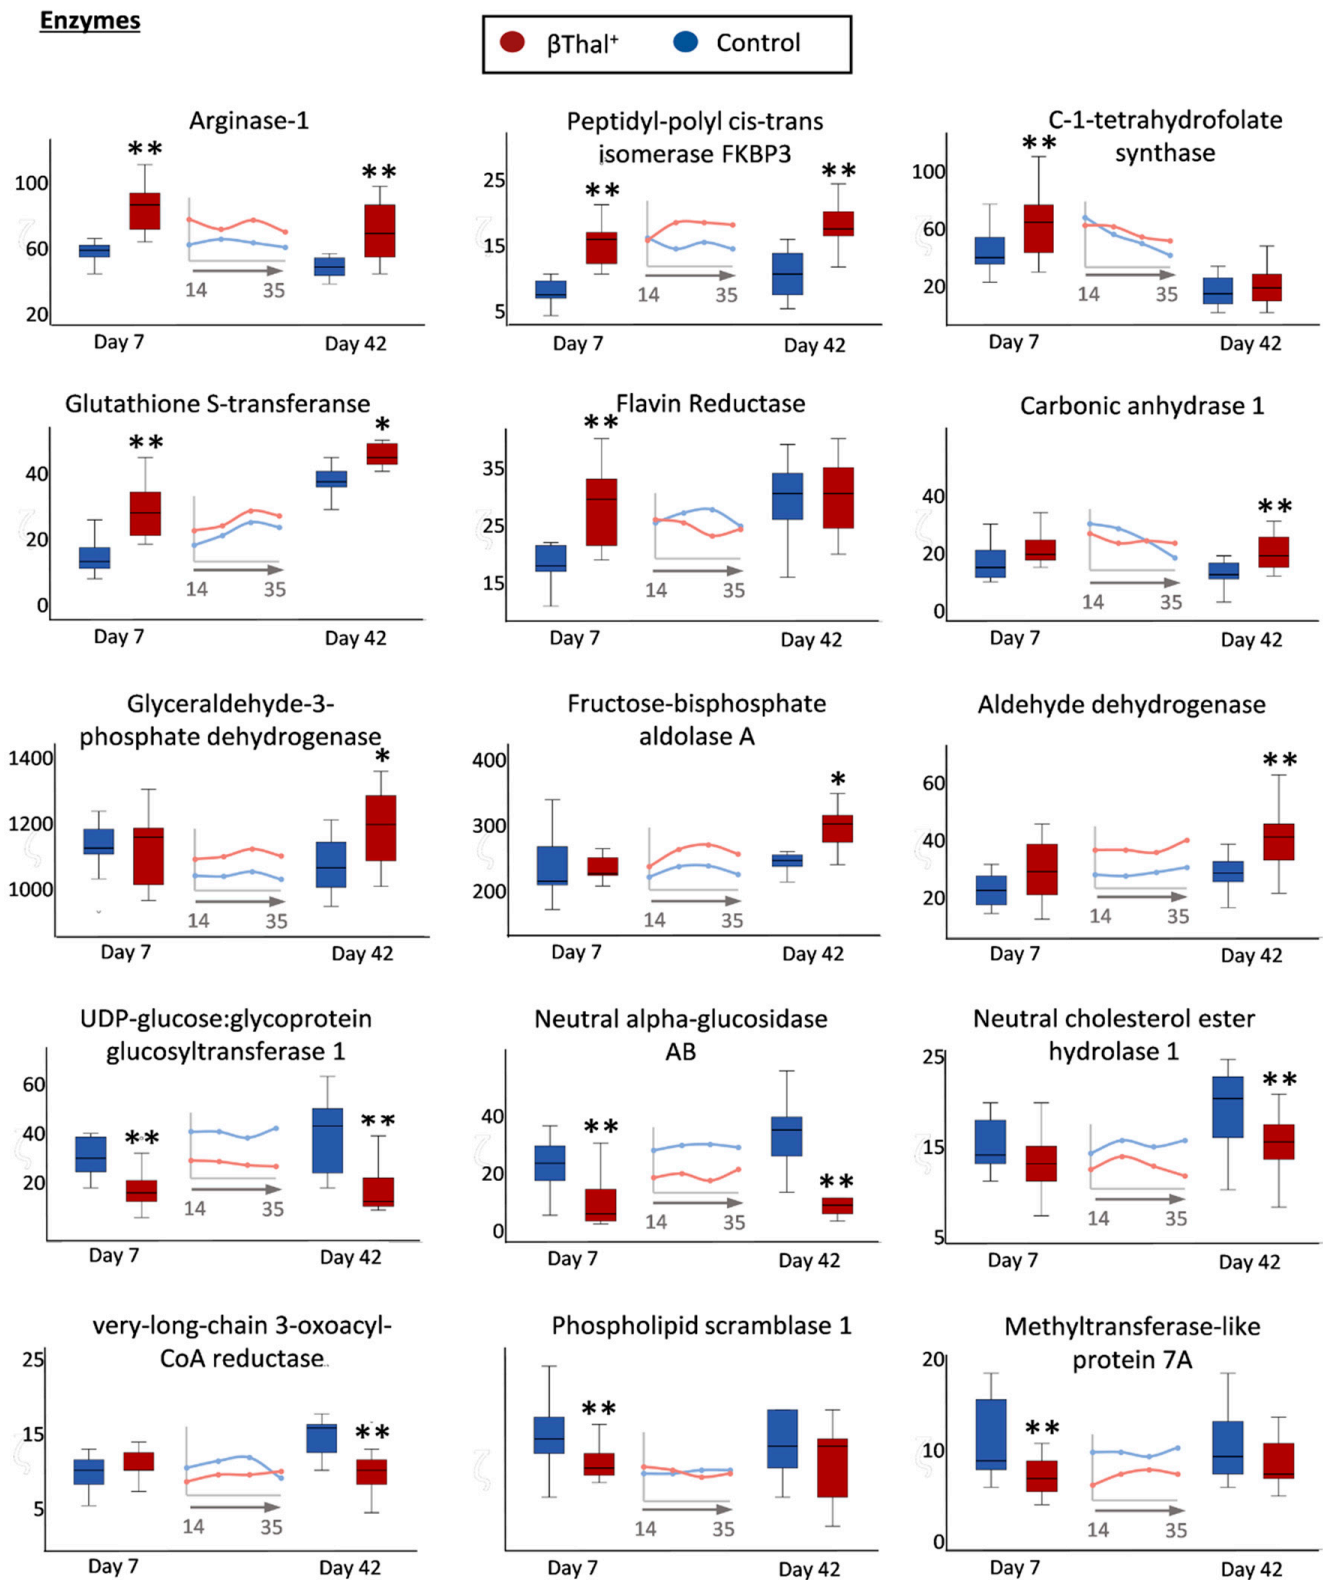 Enzymes
βThal⁺ Control
Arginase-1
100
60
20
** **
14 35
Day 7 Day 42
Peptidyl-polyl cis-trans
isomerase FKBP3
25
15
5
** **
14 35
Day 7 Day 42
C-1-tetrahydrofolate
synthase
100
60
20
**
14 35
Day 7 Day 42
Glutathione S-transferanse
40
20
0
** *
14 35
Day 7 Day 42
Flavin Reductase
35
25
15
**
14 35
Day 7 Day 42
Carbonic anhydrase 1
40
20
0
**
14 35
Day 7 Day 42
Glyceraldehyde-3-
phosphate dehydrogenase
1400
1200
1000
*
14 35
Day 7 Day 42
Fructose-bisphosphate
aldolase A
400
300
200
*
14 35
Day 7 Day 42
Aldehyde dehydrogenase
60
40
20
**
14 35
Day 7 Day 42
UDP-glucose:glycoprotein
glucosyltransferase 1
60
40
20
** **
14 35
Day 7 Day 42
Neutral alpha-glucosidase
AB
40
20
0
** **
14 35
Day 7 Day 42
Neutral cholesterol ester
hydrolase 1
25
15
5
**
14 35
Day 7 Day 42
very-long-chain 3-oxoacyl-
CoA reductase
25
15
5
**
14 35
Day 7 Day 42
Phospholipid scramblase 1
**
14 35
Day 7 Day 42
Methyltransferase-like
protein 7A
20
10
0
**
14 35
Day 7 Day 42